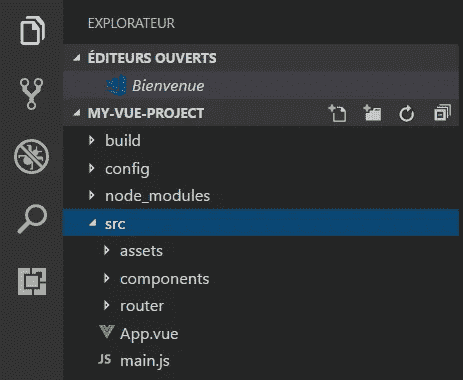 EXPLORATEUR
ÉDITEURS OUVERTS
Bienvenue
MY-VUE-PROJECT
build
config
node_modules
src
assets
components
router
App.vue
JS main.js